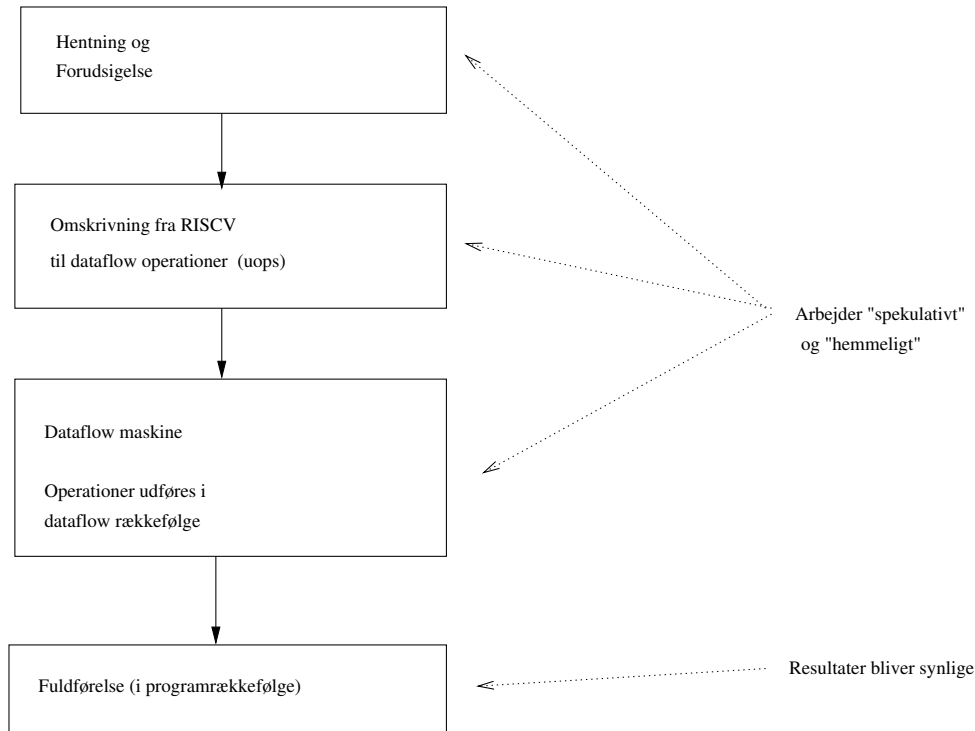 Hentning og
Forudsigelse
Omskrivning fra RISCV
til dataflow operationer (uops)
Arbejder "spekulativt"
og "hemmeligt"
Dataflow maskine
Operationer udføres i
dataflow rækkefølge
Fuldførelse (i programrækkefølge)
Resultater bliver synlige